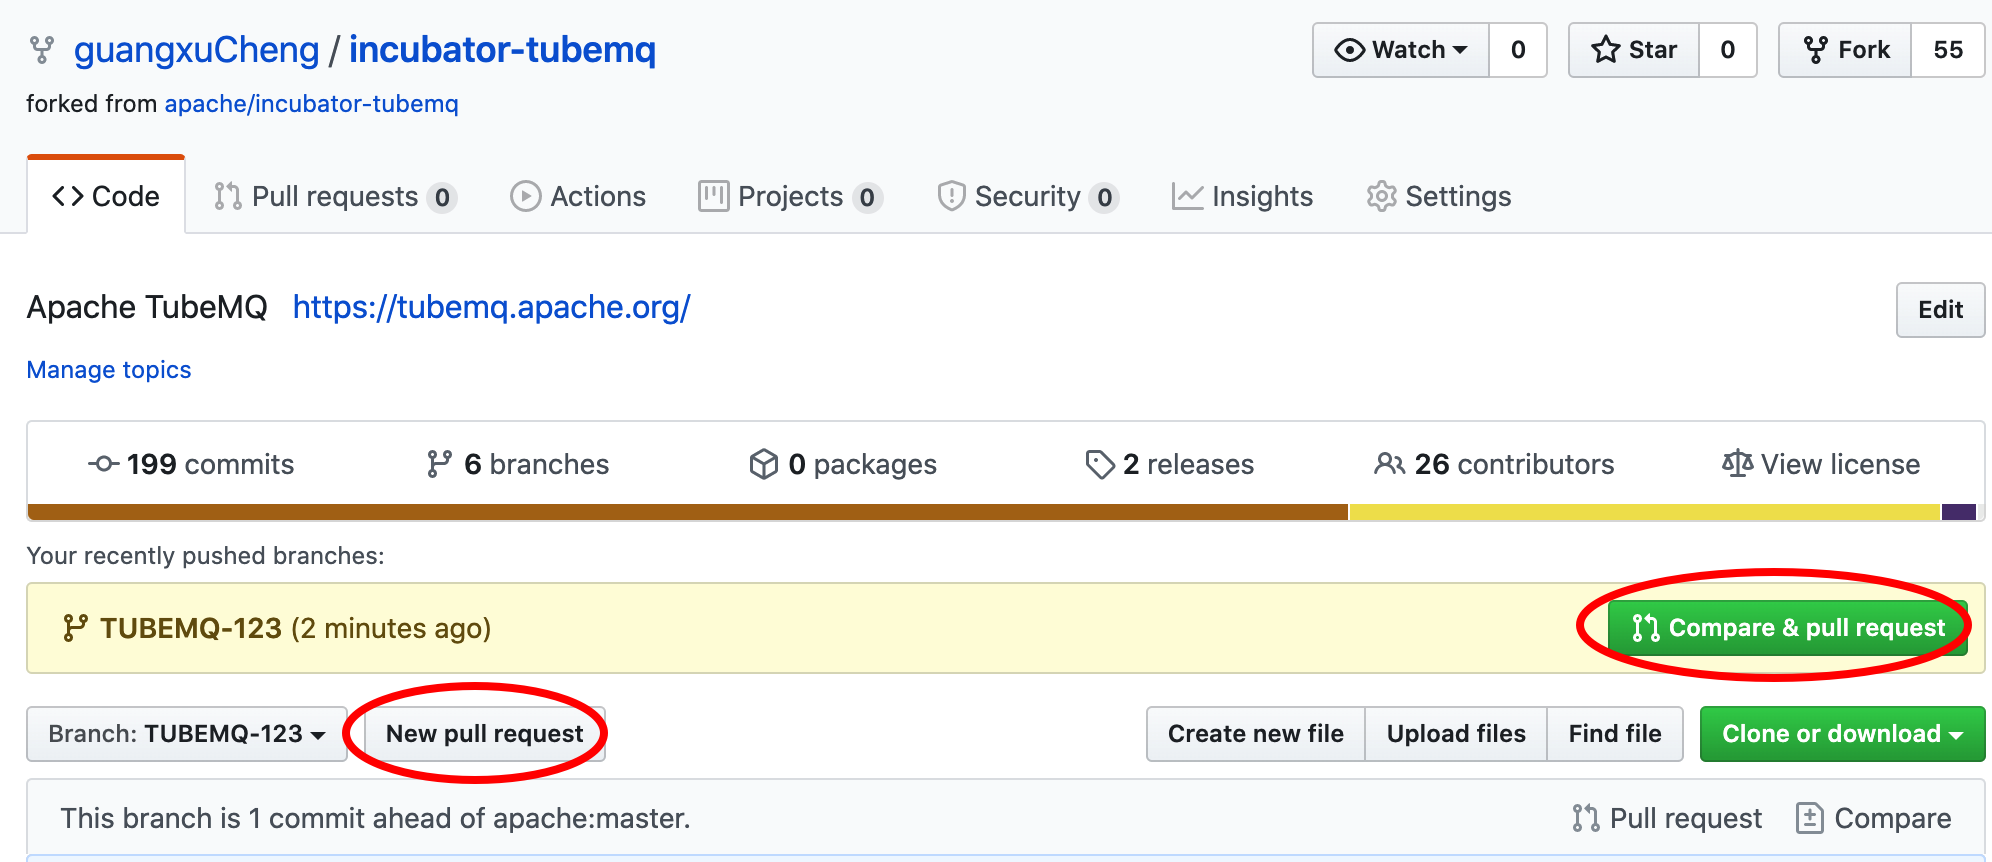 guangxuCheng / incubator-tubemq Watch 0 Star 0 Fork 55
forked from apache/incubator-tubemq
Code Pull requests 0 Actions Projects 0 Security 0 Insights Settings
Apache TubeMQ https://tubemq.apache.org/ Edit
Manage topics
199 commits 6 branches 0 packages 2 releases 26 contributors View license
Your recently pushed branches:
TUBEMQ-123 (2 minutes ago) Compare & pull request
Branch: TUBEMQ-123 New pull request Create new file Upload files Find file Clone or download
This branch is 1 commit ahead of apache:master. Pull request Compare